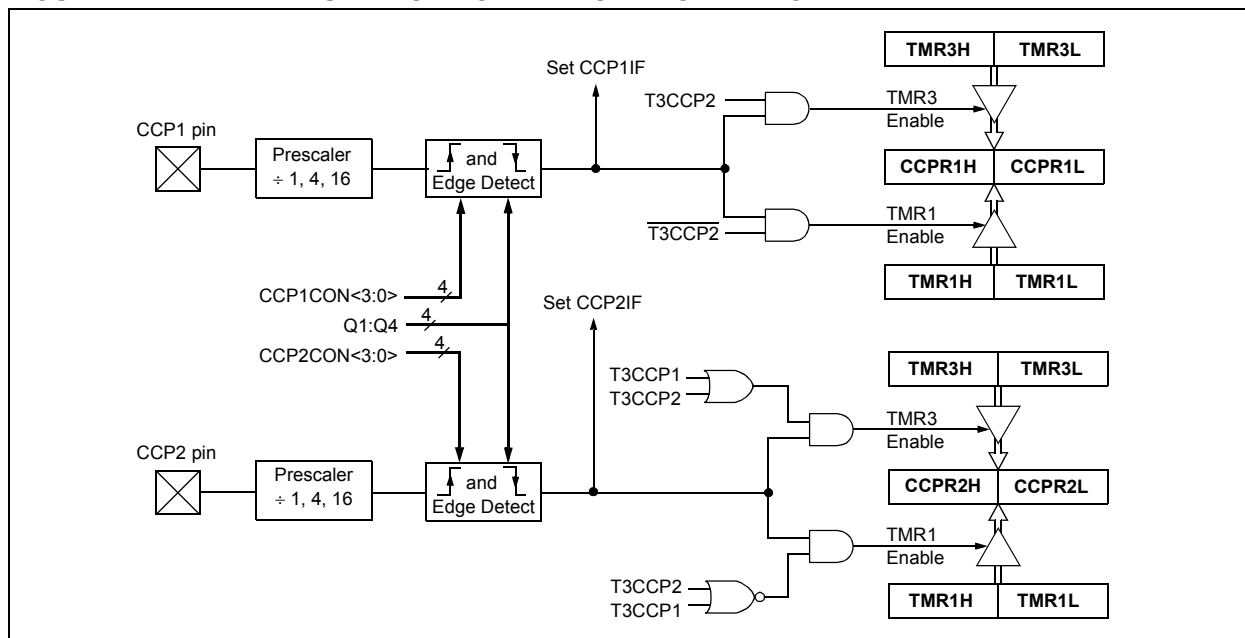 TMR3H TMR3L
Set CCP1IF
T3CCP2
TMR3
Enable
CCP1 pin
Prescaler
÷ 1, 4, 16
and
Edge Detect
CCPR1H CCPR1L
TMR1
Enable
T3CCP2
TMR1H TMR1L
CCP1CON<3:0> 4
Q1:Q4 4
CCP2CON<3:0> 4
Set CCP2IF
TMR3H TMR3L
T3CCP1
T3CCP2
TMR3
Enable
CCP2 pin
Prescaler
÷ 1, 4, 16
and
Edge Detect
CCPR2H CCPR2L
TMR1
Enable
T3CCP2
T3CCP1
TMR1H TMR1L